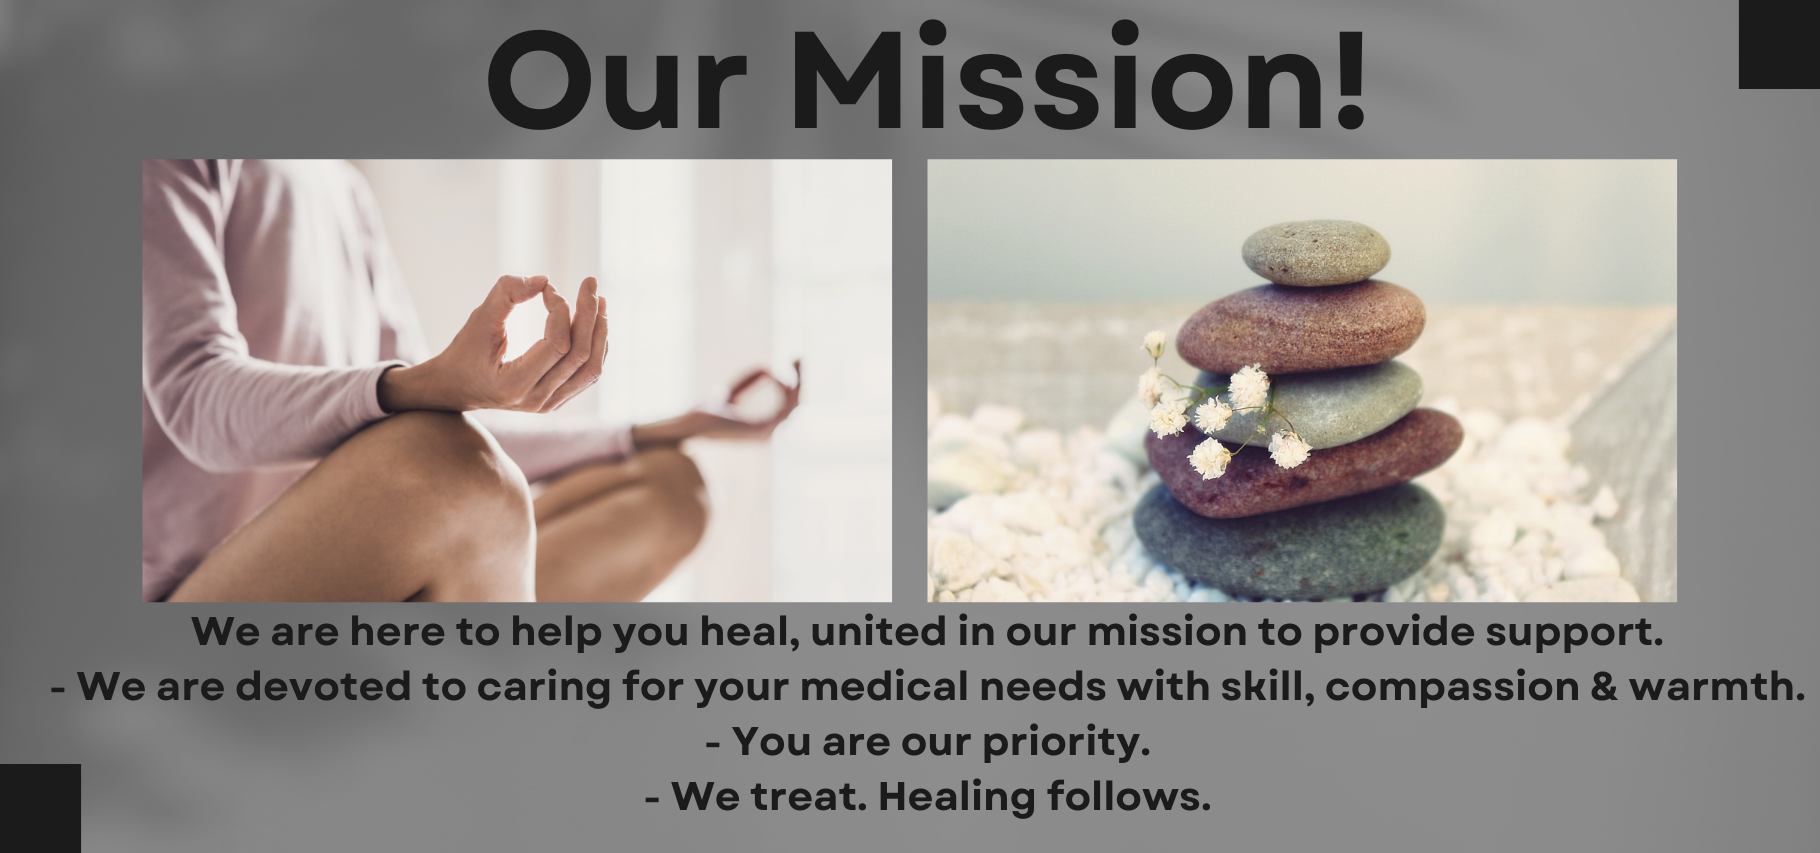 Our Mission!
We are here to help you heal, united in our mission to provide support.
- We are devoted to caring for your medical needs with skill, compassion & warmth.
- You are our priority.
- We treat. Healing follows.